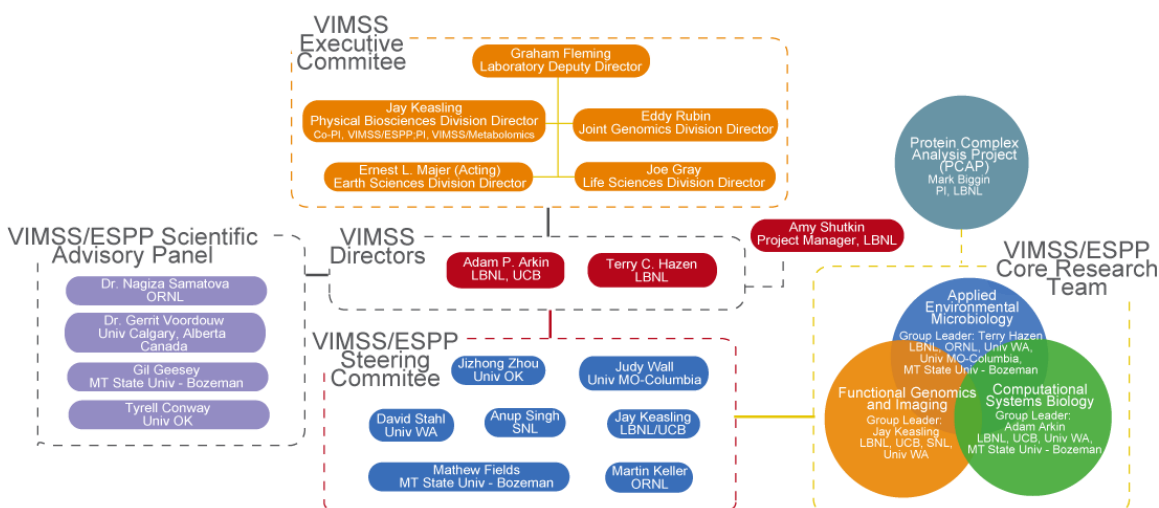 VIMSS
Executive
Commitee
Graham Fleming
Laboratory Deputy Director
Jay Keasling
Physical Biosciences Division Director
Co-PI, VIMSS/ESPP;PI, VIMSS/Metabolomics
Eddy Rubin
Joint Genomics Division Director
Ernest L. Majer (Acting)
Earth Sciences Division Director
Joe Gray
Life Sciences Division Director
Protein Complex
Analysis Project
(PCAP)
Mark Biggin
PI, LBNL
VIMSS/ESPP Scientific
Advisory Panel
Dr. Nagiza Samatova
ORNL
Dr. Gerrit Voordouw
Univ Calgary, Alberta
Canada
Gil Geesey
MT State Univ - Bozeman
Tyrell Conway
Univ OK
VIMSS
Directors
Adam P. Arkin
LBNL, UCB
Terry C. Hazen
LBNL
Amy Shutkin
Project Manager, LBNL
VIMSS/ESPP
Steering
Commitee
Jizhong Zhou
Univ OK
Judy Wall
Univ MO-Columbia
David Stahl
Univ WA
Anup Singh
SNL
Jay Keasling
LBNL/UCB
Mathew Fields
MT State Univ - Bozeman
Martin Keller
ORNL
VIMSS/ESPP
Core Research
Team
Applied
Environmental
Microbiology
Group Leader: Terry Hazen
LBNL, ORNL, Univ WA,
Univ MO-Columbia,
MT State Univ - Bozeman
Functional Genomics
and Imaging
Group Leader:
Jay Keasling
LBNL, UCB, SNL,
Univ WA
Computational
Systems Biology
Group Leader:
Adam Arkin
LBNL, UCB, Univ WA,
MT State Univ - Bozeman